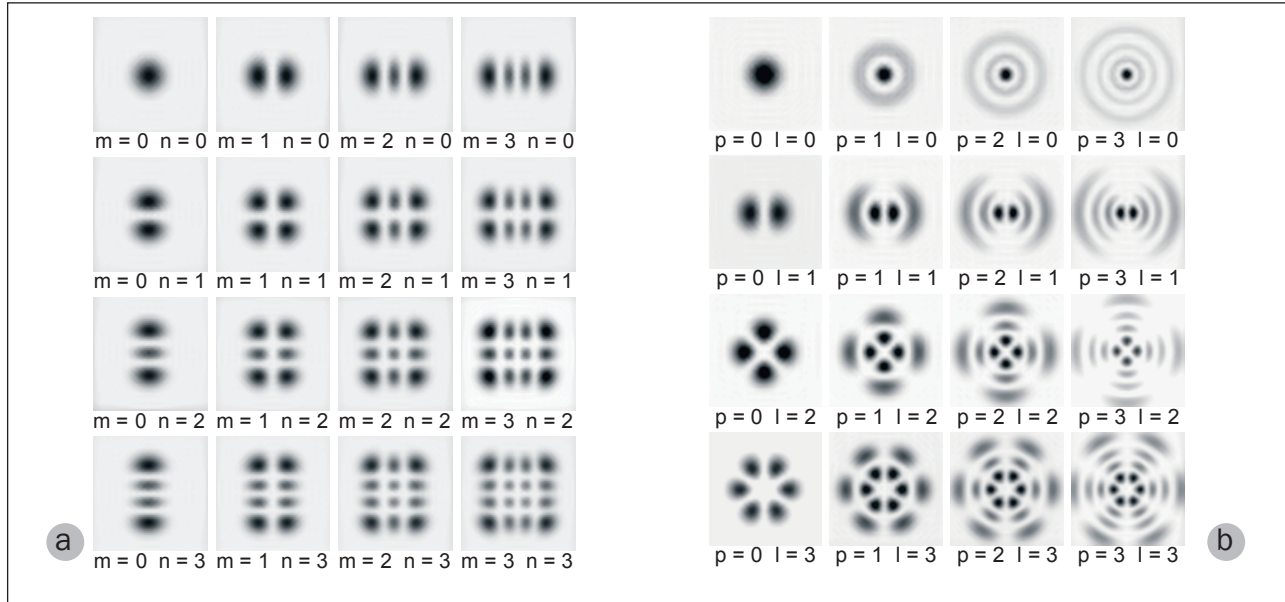 m = 0 n = 0 m = 1 n = 0 m = 2 n = 0 m = 3 n = 0
m = 0 n = 1 m = 1 n = 1 m = 2 n = 1 m = 3 n = 1
m = 0 n = 2 m = 1 n = 2 m = 2 n = 2 m = 3 n = 2
m = 0 n = 3 m = 1 n = 3 m = 2 n = 3 m = 3 n = 3
a
p = 0 l = 0 p = 1 l = 0 p = 2 l = 0 p = 3 l = 0
p = 0 l = 1 p = 1 l = 1 p = 2 l = 1 p = 3 l = 1
p = 0 l = 2 p = 1 l = 2 p = 2 l = 2 p = 3 l = 2
p = 0 l = 3 p = 1 l = 3 p = 2 l = 3 p = 3 l = 3
b